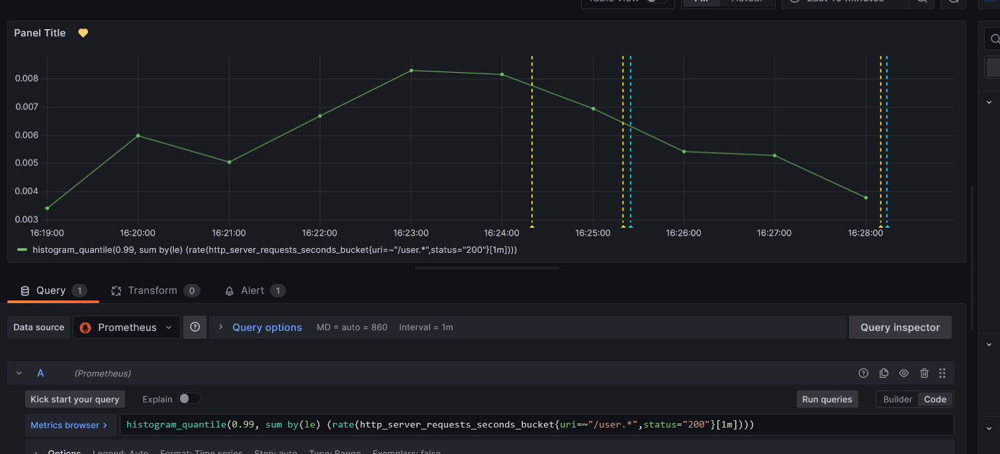 Panel Title
0.008
0.007
0.006
0.005
0.004
0.003
16:19:00 16:20:00 16:21:00 16:22:00 16:23:00 16:24:00 16:25:00 16:26:00 16:27:00 16:28:00
histogram_quantile(0.99, sum by(le) (rate(http_server_requests_seconds_bucket{uri=~"/user.*",status="200"}[1m])))
Query 1 Transform 0 Alert 1
Data source Prometheus Query options MD = auto = 860 Interval = 1m Query inspector
A (Prometheus)
Kick start your query Explain Run queries Builder Code
Metrics browser > histogram_quantile(0.99, sum by(le) (rate(http_server_requests_seconds_bucket{uri=~"/user.*",status="200"}[1m])))
Options Legend: Auto Format: Time series Step: auto Type: Range Exemplars: false